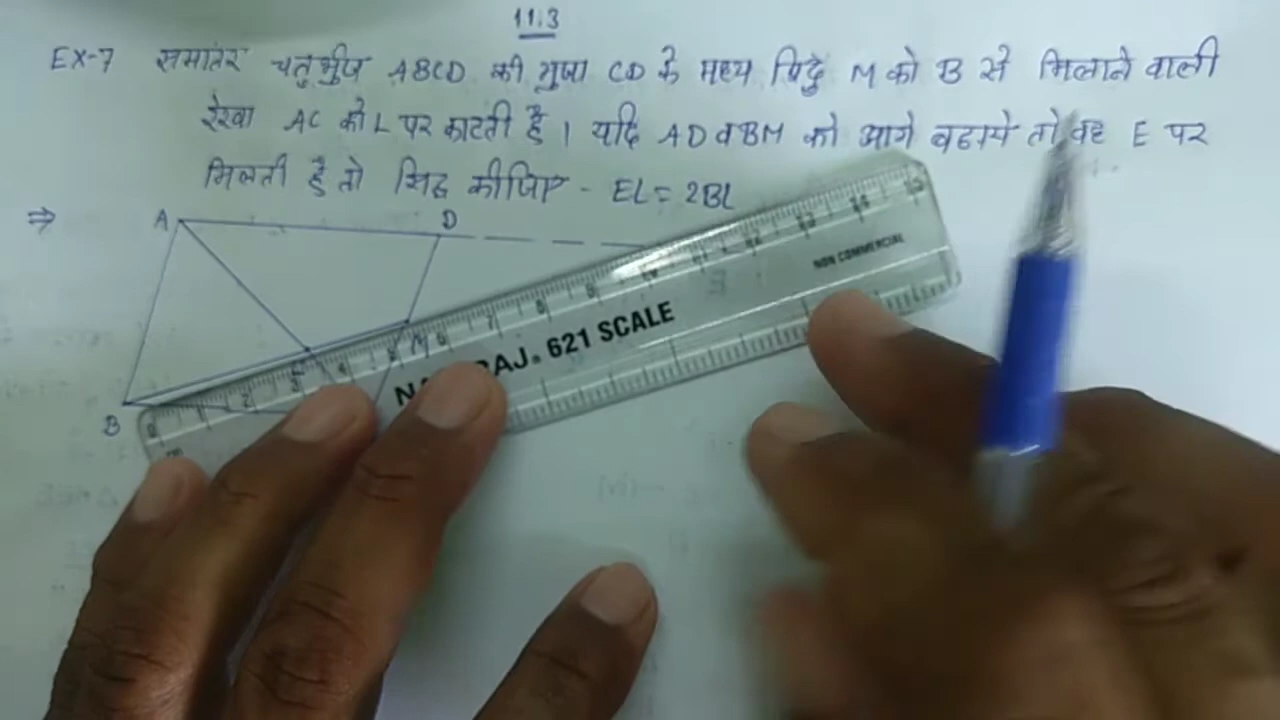 11.3
EX-7 समांतर चतुर्भुज ABCD की भुजा CD के मध्य बिंदु M को B से मिलाने वाली
रेखा AC को L पर काटती है । यदि AD व BM को आगे बढाये तो वह E पर
मिलती है तो सिद्ध कीजिए - EL = 2BL
⇒ A D
NON COMMERCIAL
621 SCALE
L M
B